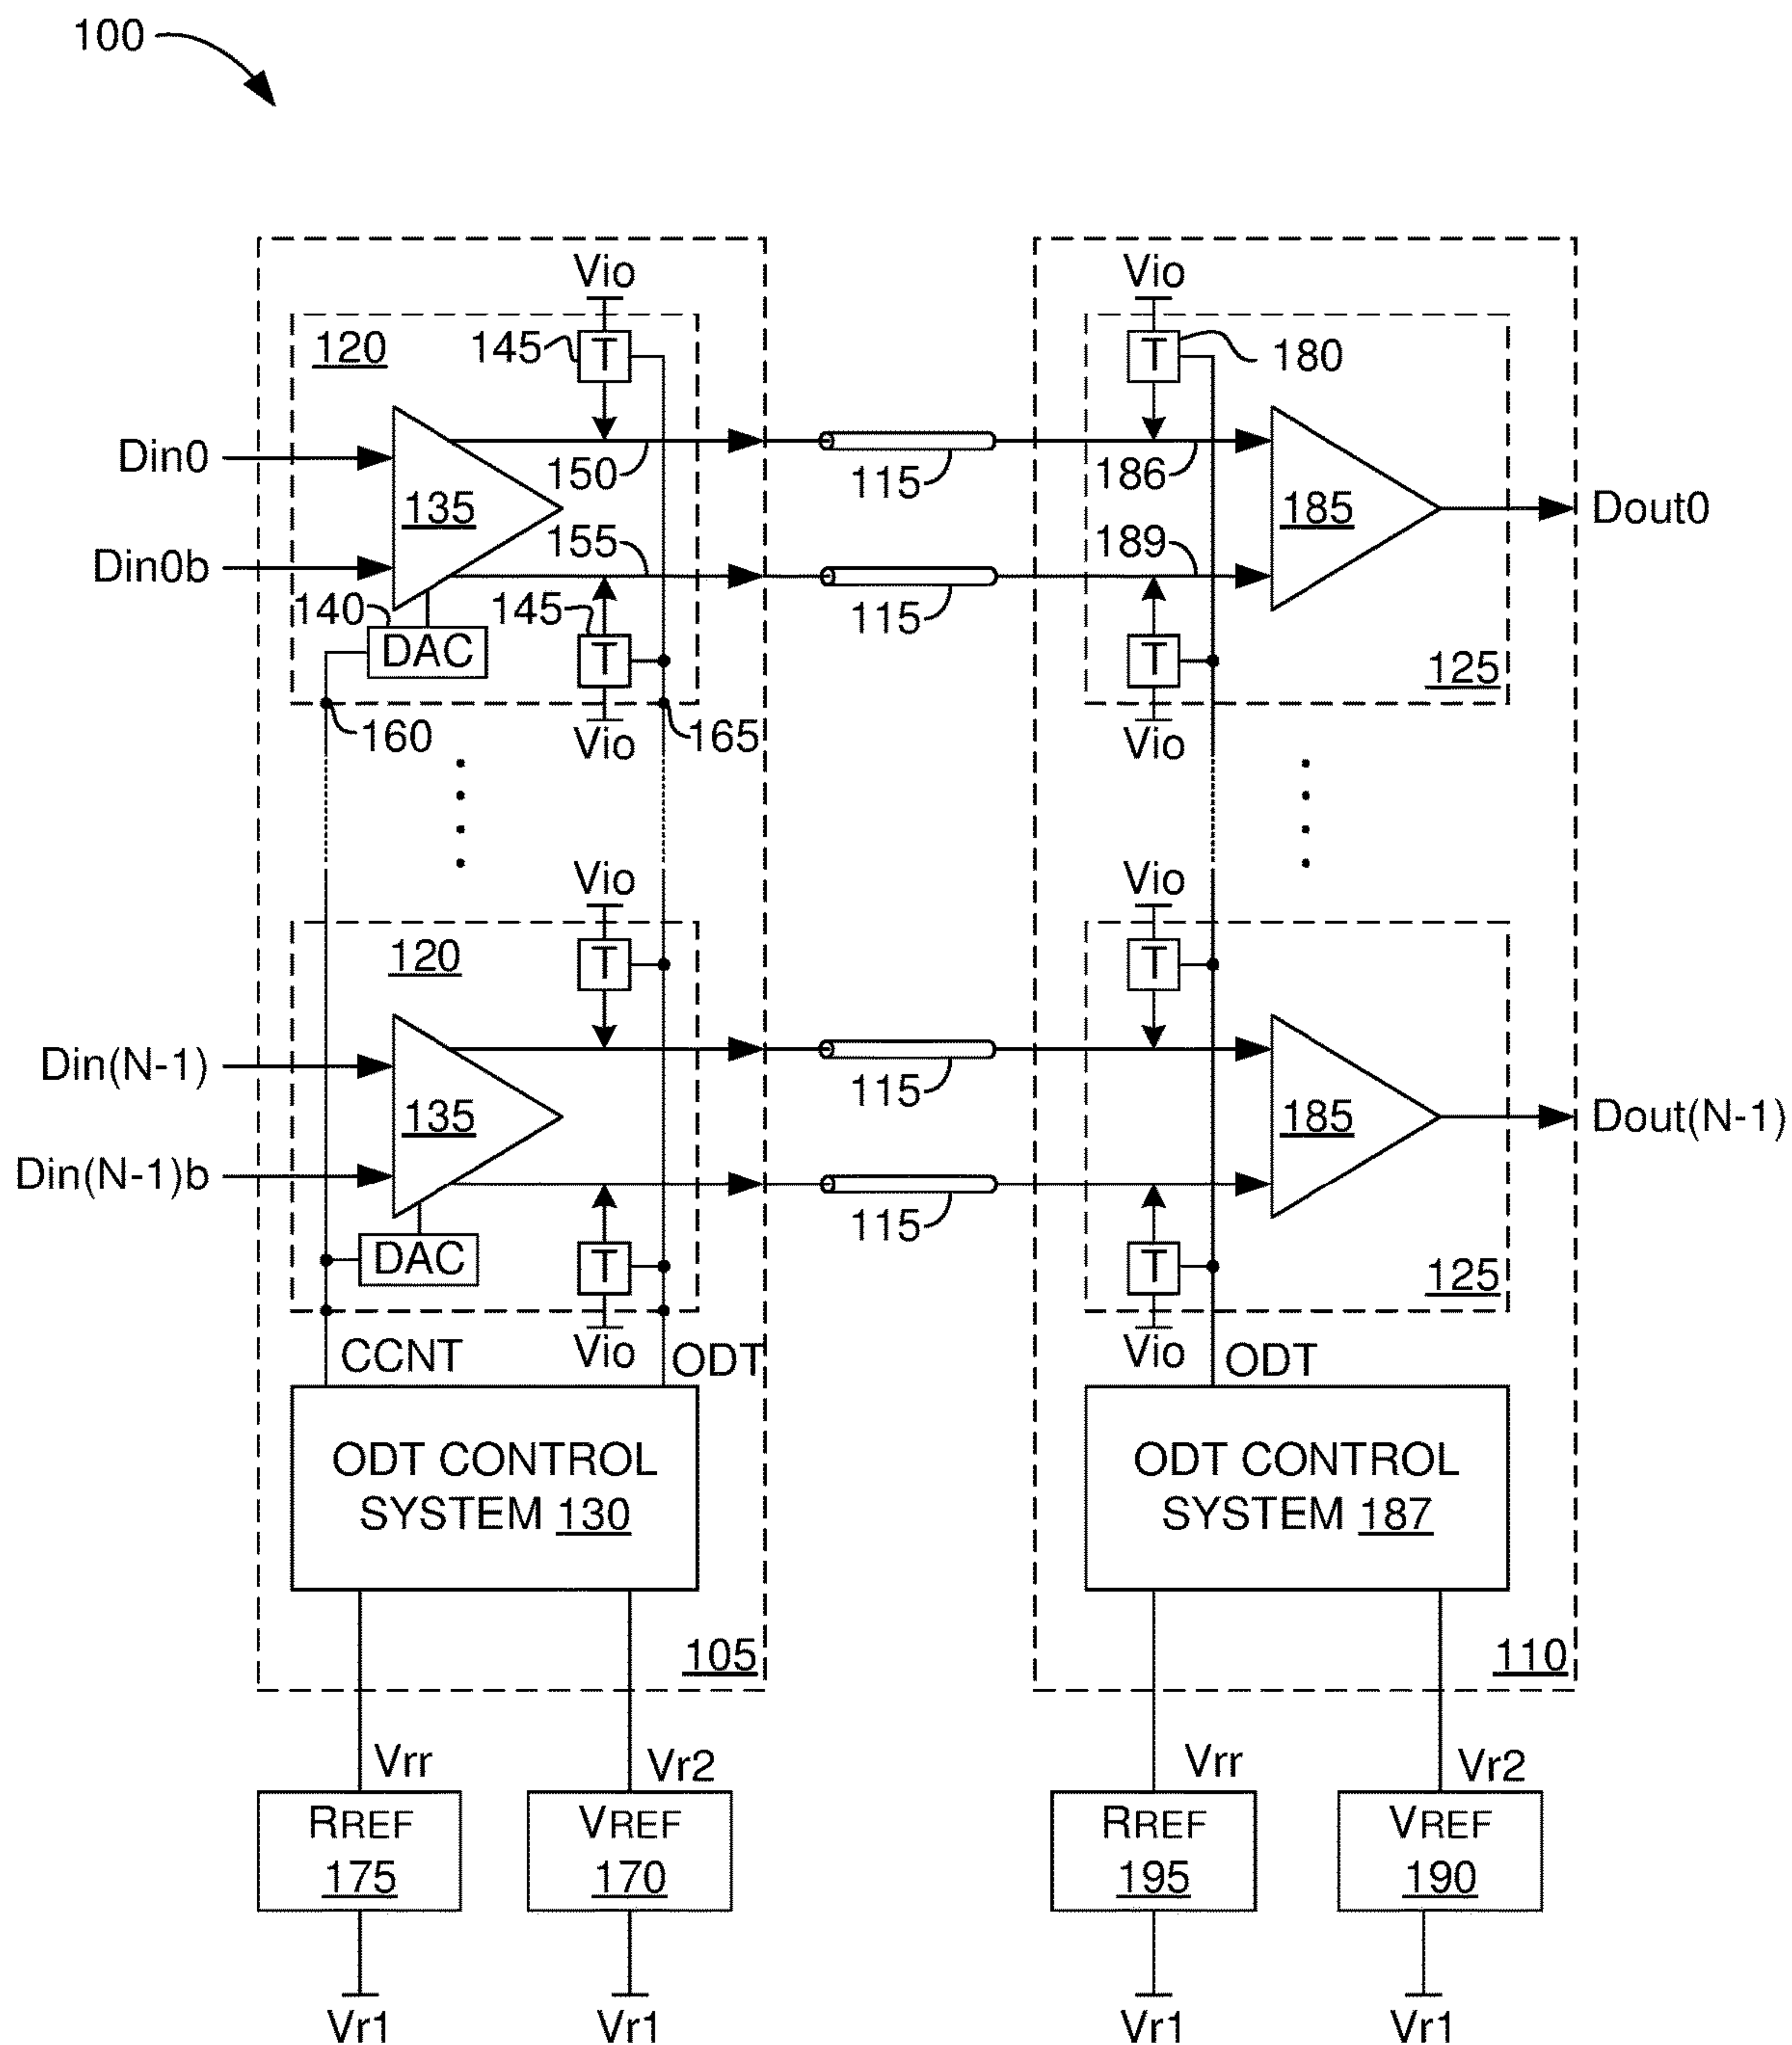 100
Vio Vio
120 145 T T 180
Din0 150 115 186
135 185 Dout0
Din0b 155 189
140 145 115
DAC T T 125
160 Vio 165 Vio
Vio Vio
120 T T
Din(N-1) 115
135 185 Dout(N-1)
Din(N-1)b 115
DAC T T 125
CCNT Vio ODT Vio ODT
ODT CONTROL ODT CONTROL
SYSTEM 130 SYSTEM 187
105 110
Vrr Vr2 Vrr Vr2
RREF VREF RREF VREF
175 170 195 190
Vr1 Vr1 Vr1 Vr1